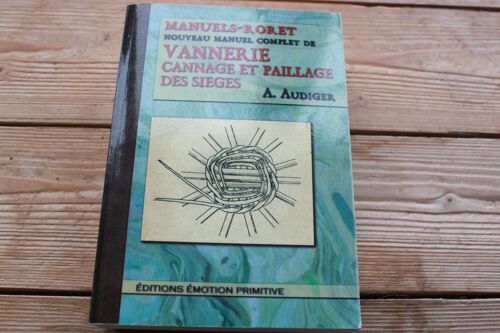 MANUELS-RORET
NOUVEAU MANUEL COMPLET DE
VANNERIE
CANNAGE ET PAILLAGE
DES SIEGES
A. AUDIGER
ÉDITIONS ÉMOTION PRIMITIVE